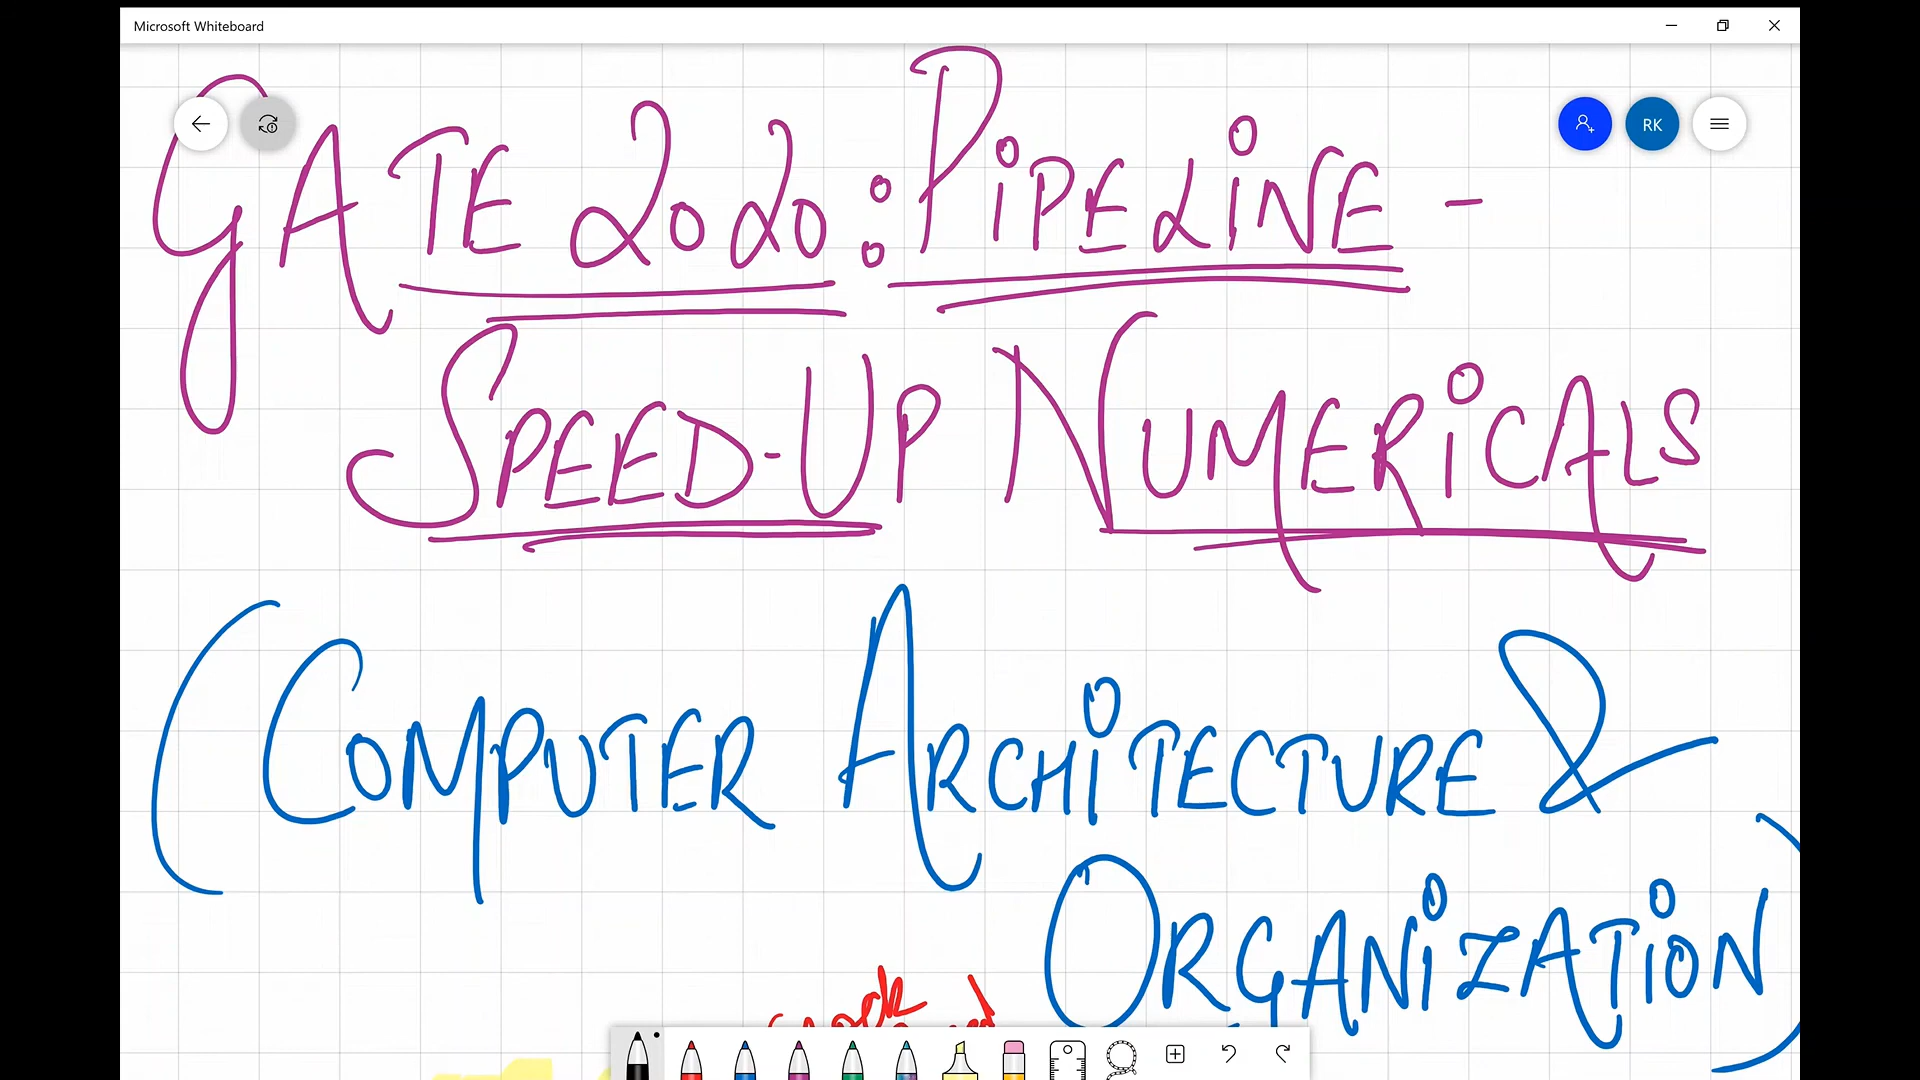 Microsoft Whiteboard
RK
GATE 2020: PIPELINE -
SPEED-UP NUMERICALS
(COMPUTER ARCHITECTURE &
ORGANIZATION)